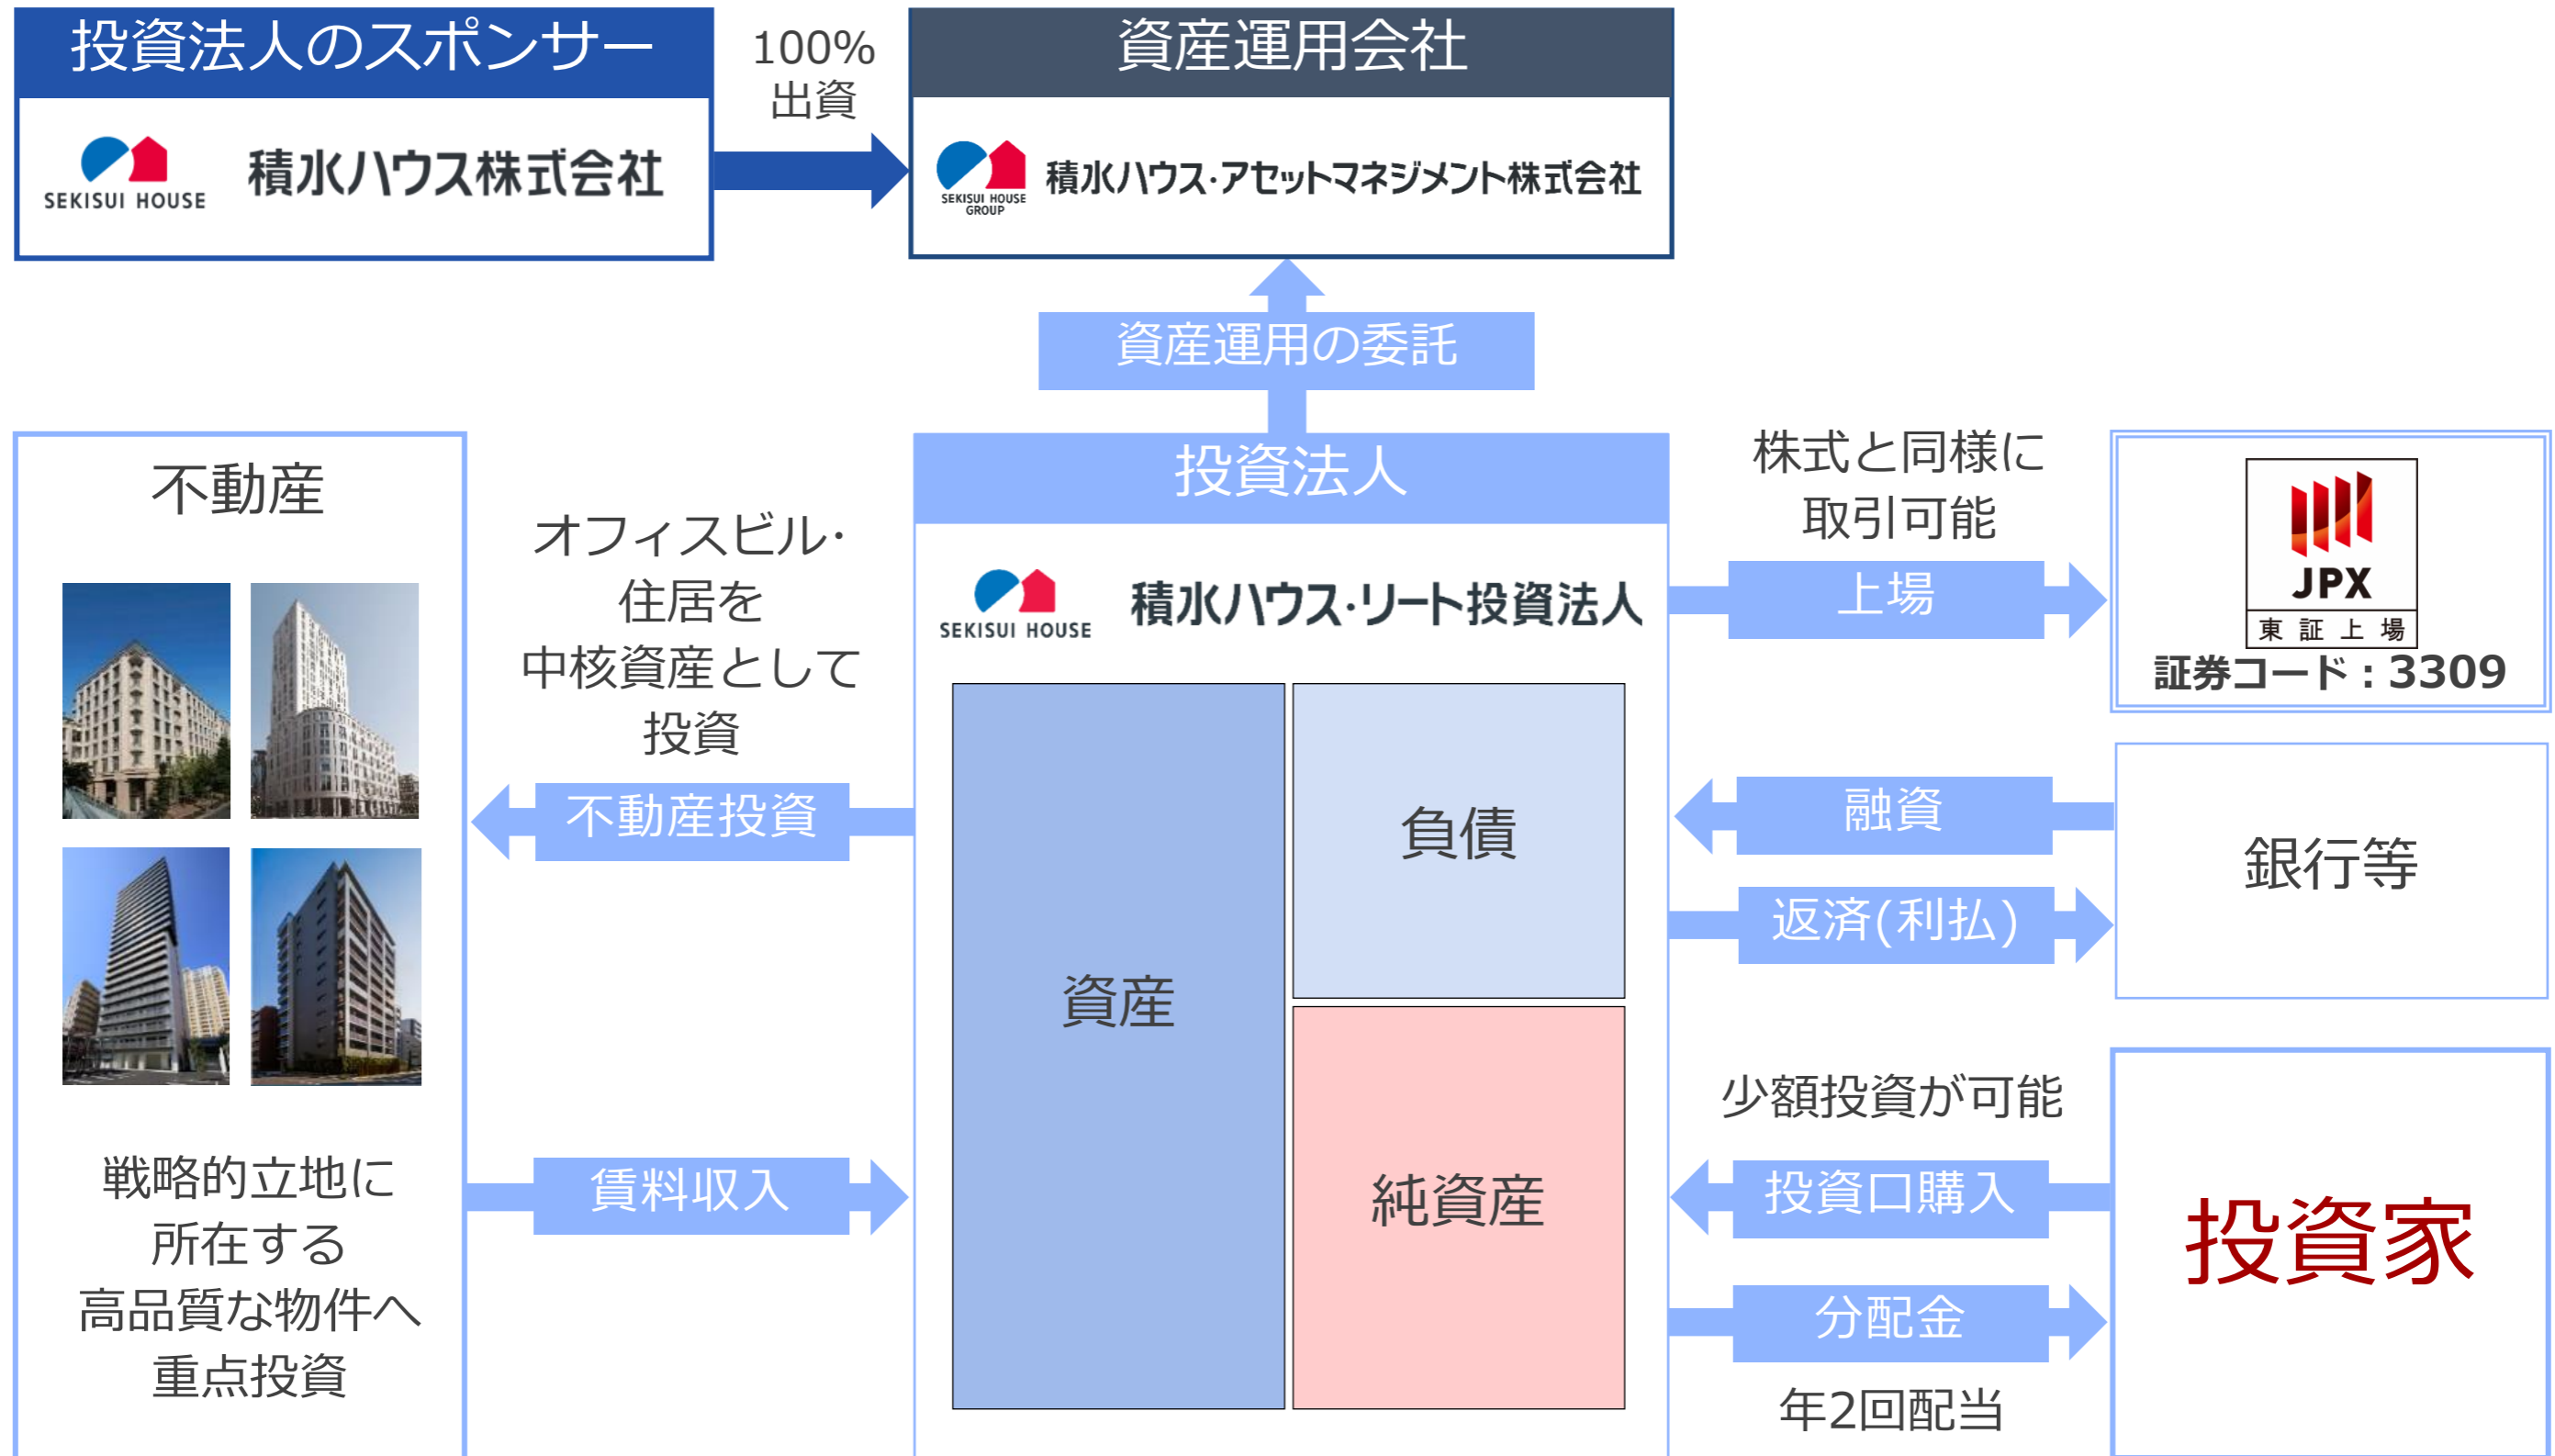 投資法人のスポンサー
SEKISUI HOUSE
積水ハウス株式会社
100%
出資
資産運用会社
SEKISUI HOUSE
GROUP
積水ハウス・アセットマネジメント株式会社
資産運用の委託
不動産
戦略的立地に
所在する
高品質な物件へ
重点投資
オフィスビル・
住居を
中核資産として
投資
不動産投資
賃料収入
投資法人
SEKISUI HOUSE
積水ハウス・リート投資法人
資産
負債
純資産
株式と同様に
取引可能
上場
JPX
東証上場
証券コード：3309
融資
返済(利払)
銀行等
少額投資が可能
投資口購入
分配金
年2回配当
投資家